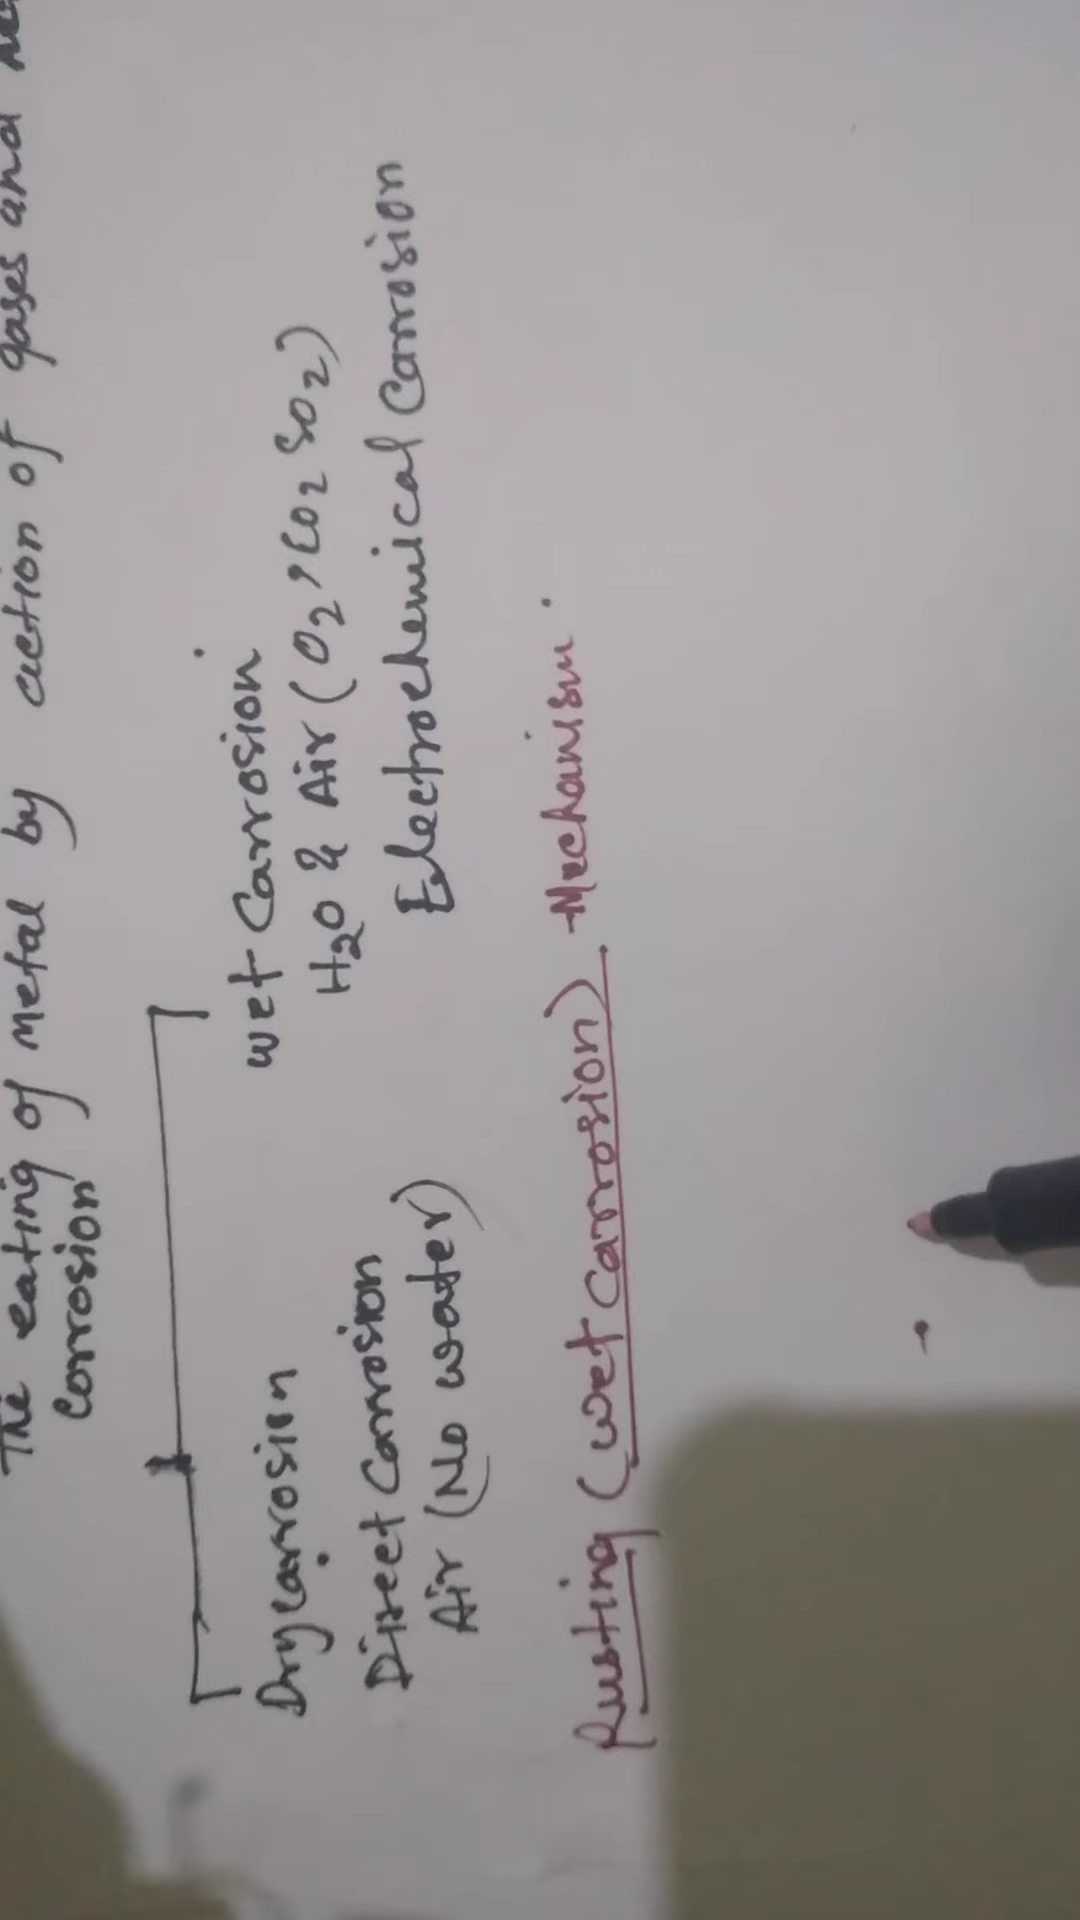 The eating of metal by action of gases and
Corrosion
Dry Corrosion
wet Corrosion
Direct Corrosion
H2O & Air (O2, CO2 SO2)
Air (No water)
Electrochemical Corrosion
Rusting (wet Corrosion) - Mechanism.